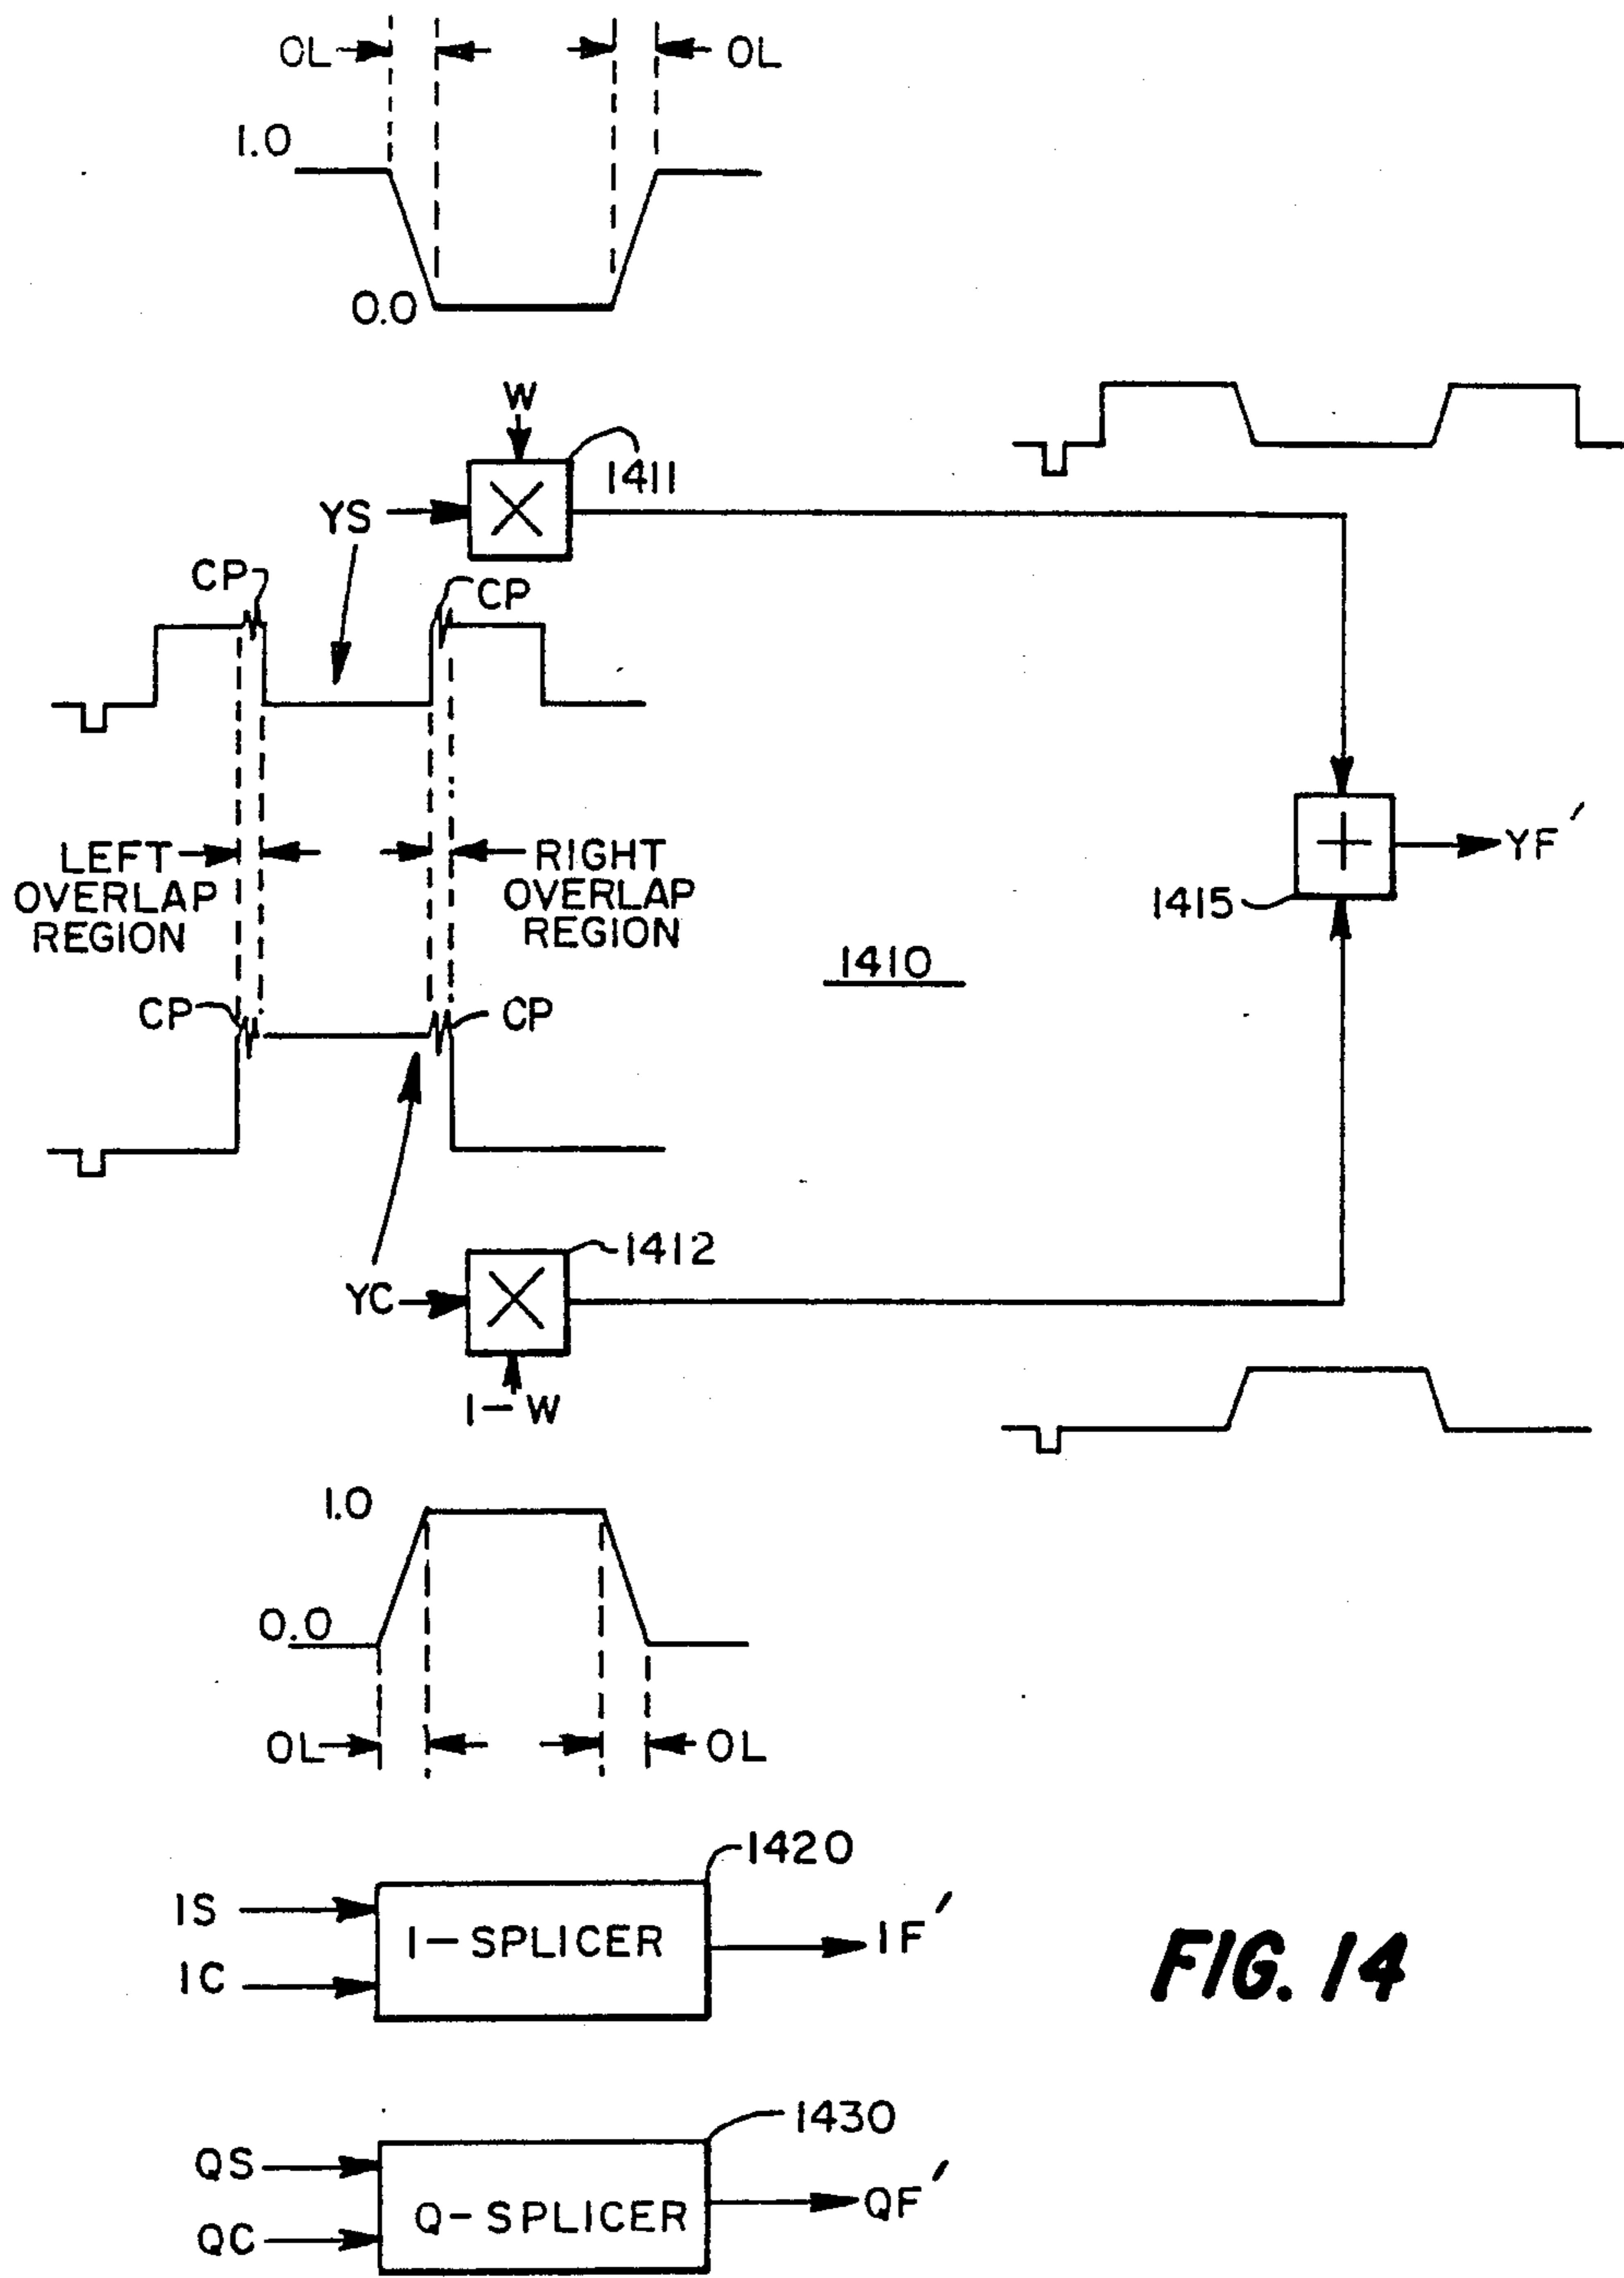 OL
OL
1.0
0.0
W
1411
YS
CP
CP
LEFT
OVERLAP
REGION
RIGHT
OVERLAP
REGION
1415
YF'
1410
CP
CP
1412
YC
1-W
1.0
0.0
OL
OL
1420
IS
IC
I-SPLICER
IF'
FIG. 14
1430
QS
QC
Q-SPLICER
QF'